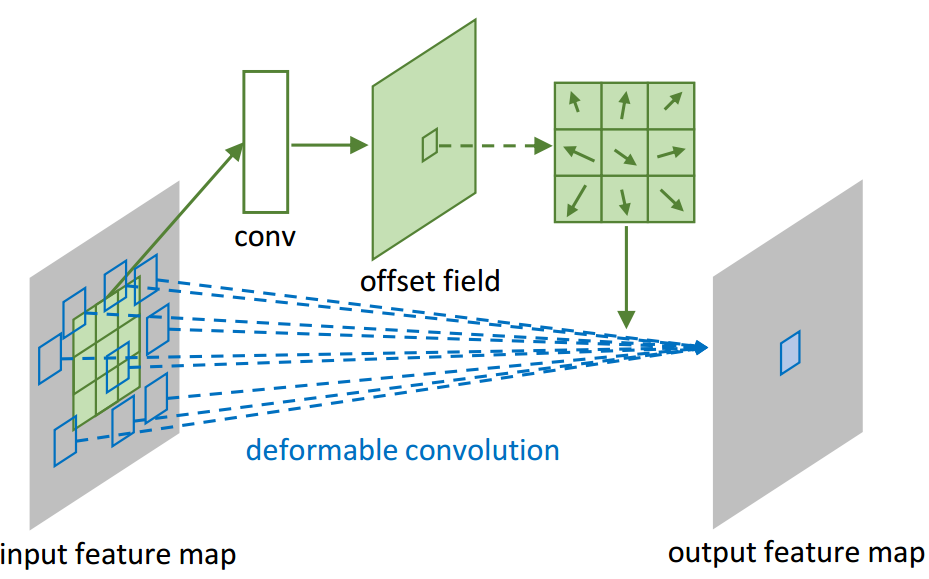 conv
offset field
deformable convolution
input feature map
output feature map